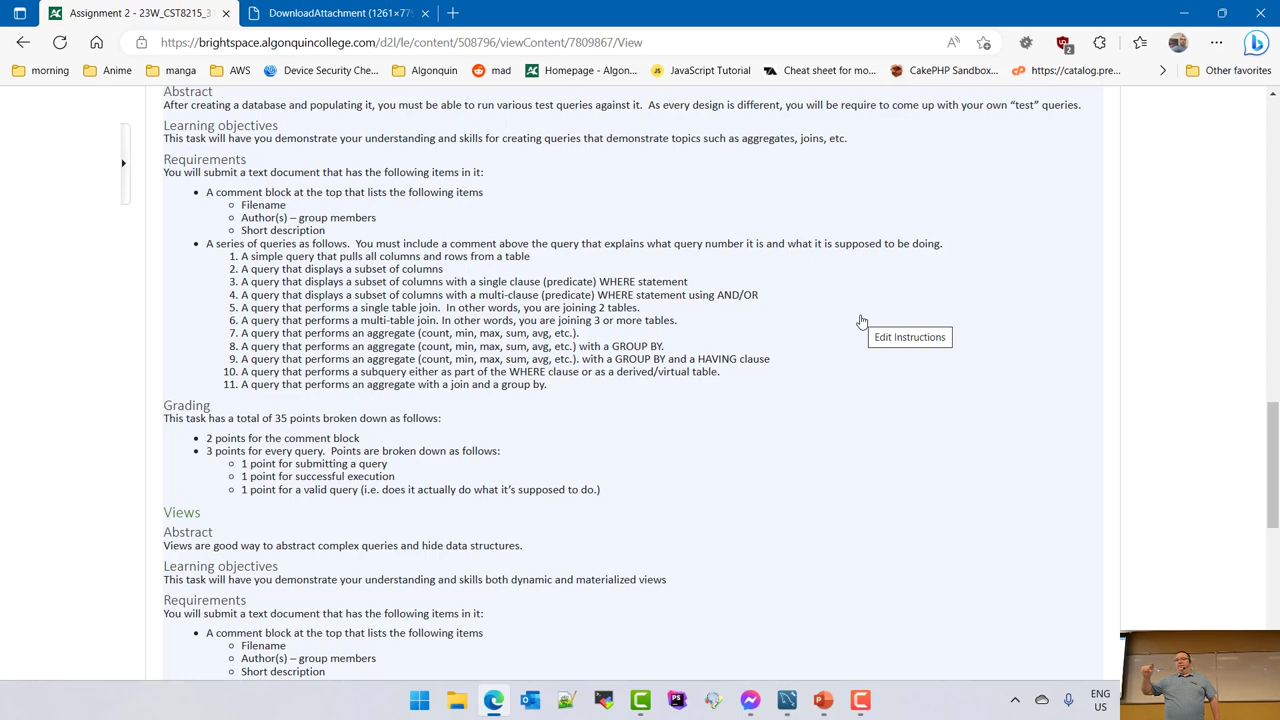 Assignment 2 - 23W_CST8215_3
DownloadAttachment (1261×775
https://brightspace.algonquincollege.com/d2l/le/content/508796/viewContent/7809867/View
2
morning
Anime
manga
AWS
Device Security Che...
Algonquin
mad
Homepage - Algon...
JavaScript Tutorial
Cheat sheet for mo...
CakePHP Sandbox...
https://catalog.pre...
Other favorites
Abstract
After creating a database and populating it, you must be able to run various test queries against it. As every design is different, you will be require to come up with your own “test” queries.
Learning objectives
This task will have you demonstrate your understanding and skills for creating queries that demonstrate topics such as aggregates, joins, etc.
Requirements
You will submit a text document that has the following items in it:
• A comment block at the top that lists the following items
○ Filename
○ Author(s) – group members
○ Short description
• A series of queries as follows. You must include a comment above the query that explains what query number it is and what it is supposed to be doing.
1. A simple query that pulls all columns and rows from a table
2. A query that displays a subset of columns
3. A query that displays a subset of columns with a single clause (predicate) WHERE statement
4. A query that displays a subset of columns with a multi-clause (predicate) WHERE statement using AND/OR
5. A query that performs a single table join. In other words, you are joining 2 tables.
6. A query that performs a multi-table join. In other words, you are joining 3 or more tables.
7. A query that performs an aggregate (count, min, max, sum, avg, etc.).
8. A query that performs an aggregate (count, min, max, sum, avg, etc.) with a GROUP BY.
9. A query that performs an aggregate (count, min, max, sum, avg, etc.). with a GROUP BY and a HAVING clause
10. A query that performs a subquery either as part of the WHERE clause or as a derived/virtual table.
11. A query that performs an aggregate with a join and a group by.
Edit Instructions
Grading
This task has a total of 35 points broken down as follows:
• 2 points for the comment block
• 3 points for every query. Points are broken down as follows:
○ 1 point for submitting a query
○ 1 point for successful execution
○ 1 point for a valid query (i.e. does it actually do what it’s supposed to do.)
Views
Abstract
Views are good way to abstract complex queries and hide data structures.
Learning objectives
This task will have you demonstrate your understanding and skills both dynamic and materialized views
Requirements
You will submit a text document that has the following items in it:
• A comment block at the top that lists the following items
○ Filename
○ Author(s) – group members
○ Short description
ENG
US